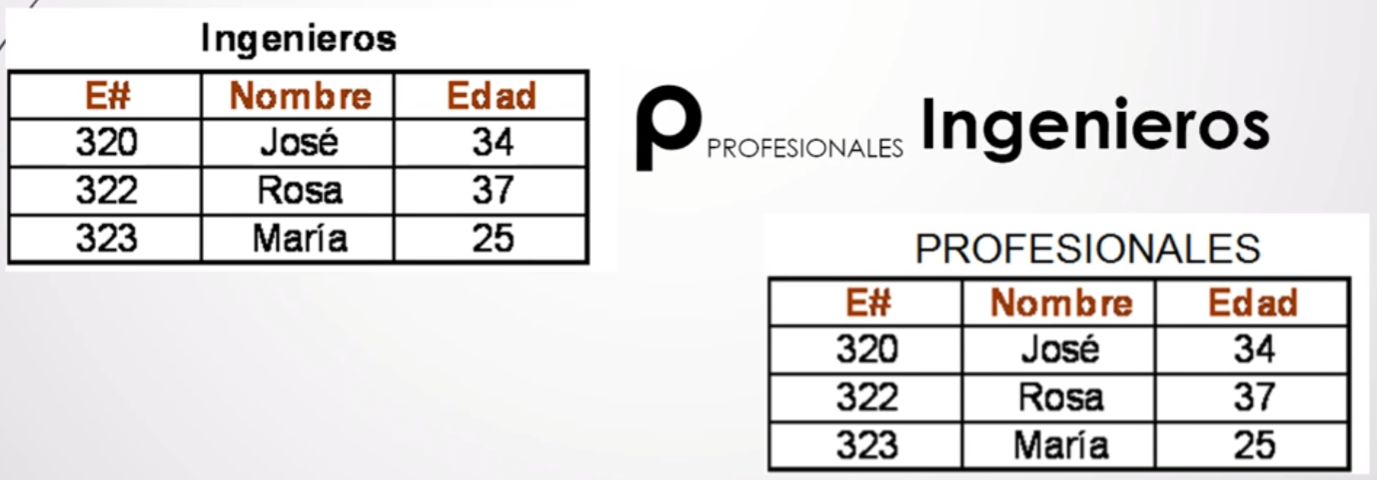 Ingenieros
E# Nombre Edad
320 José 34
322 Rosa 37
323 María 25
ρ PROFESIONALES Ingenieros
PROFESIONALES
E# Nombre Edad
320 José 34
322 Rosa 37
323 María 25